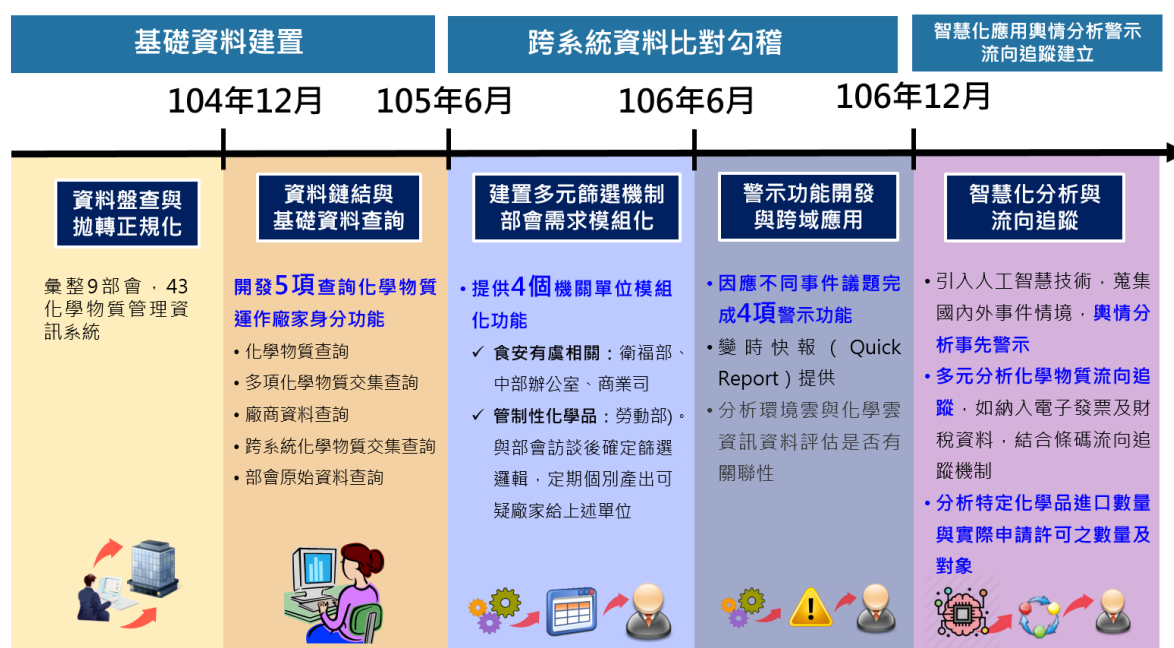 基礎資料建置
跨系統資料比對勾稽
智慧化應用輿情分析警示
流向追蹤建立
104年12月
105年6月
106年6月
106年12月
資料盤查與
拋轉正規化
彙整9部會，43
化學物質管理資
訊系統
資料鏈結與
基礎資料查詢
開發5項查詢化學物質
運作廠家身分功能
• 化學物質查詢
• 多項化學物質交集查詢
• 廠商資料查詢
• 跨系統化學物質交集查詢
• 部會原始資料查詢
建置多元篩選機制
部會需求模組化
• 提供4個機關單位模組
化功能
✓ 食安有虞相關：衛福部、
中部辦公室、商業司
✓ 管制性化學品：勞動部)。
與部會訪談後確定篩選
邏輯，定期個別產出可
疑廠家給上述單位
警示功能開發
與跨域應用
• 因應不同事件議題完
成4項警示功能
• 變時快報（Quick
Report）提供
• 分析環境雲與化學雲
資訊資料評估是否有
關聯性
智慧化分析與
流向追蹤
• 引入人工智慧技術，蒐集
國內外事件情境，輿情分
析事先警示
• 多元分析化學物質流向追
蹤，如納入電子發票及財
稅資料，結合條碼流向追
蹤機制
• 分析特定化學品進口數量
與實際申請許可之數量及
對象